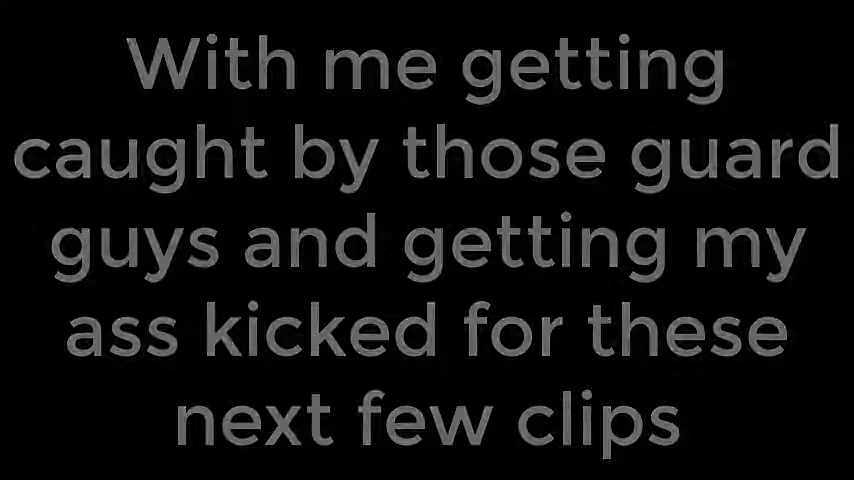 With me getting
caught by those guard
guys and getting my
ass kicked for these
next few clips